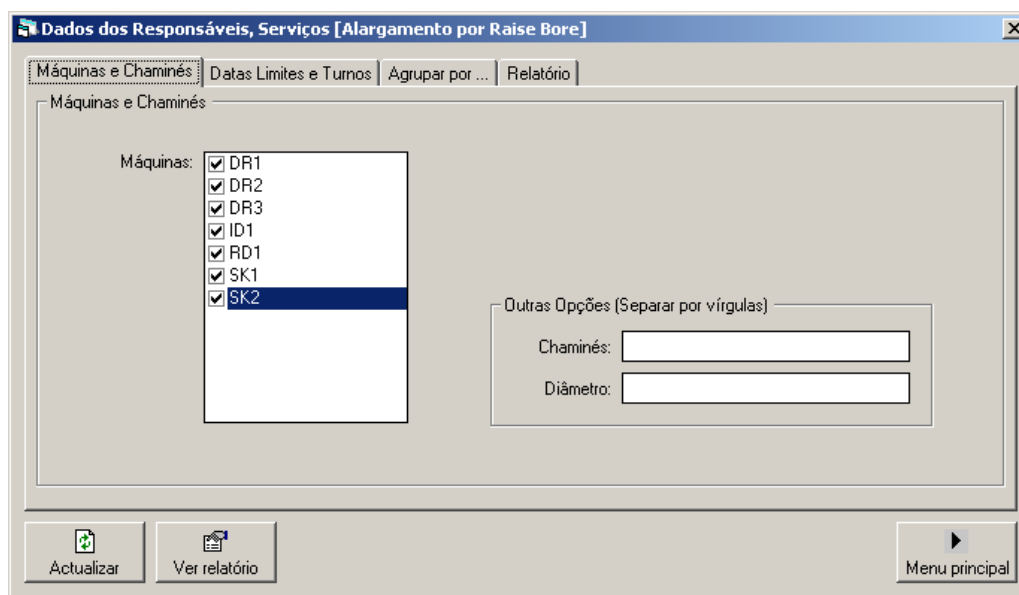 Dados dos Responsáveis, Serviços [Alargamento por Raise Bore]
Máquinas e Chaminés Datas Limites e Turnos Agrupar por ... Relatório
Máquinas e Chaminés
Máquinas:
DR1
DR2
DR3
ID1
RD1
SK1
SK2
Outras Opções (Separar por vírgulas)
Chaminés:
Diâmetro:
Actualizar Ver relatório Menu principal